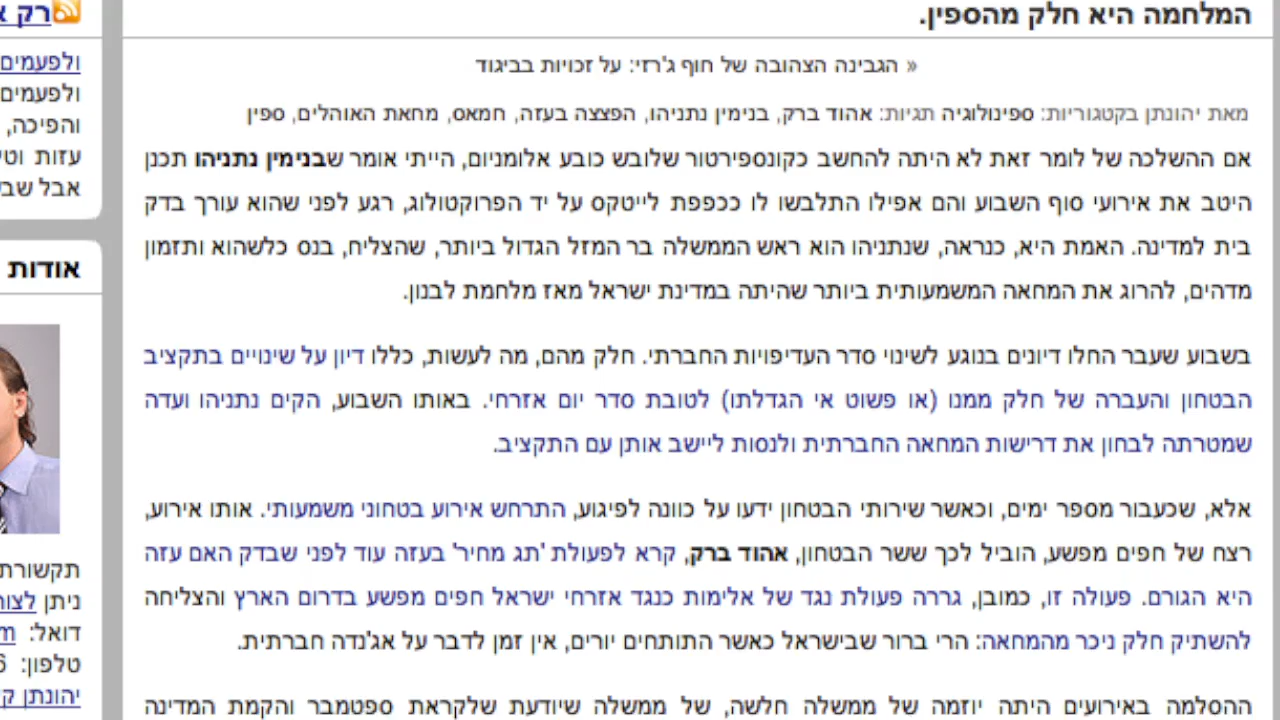 המלחמה היא חלק מהספין.
« הגבינה הצהובה של חוף ג'רזי: על זכויות בביגוד
מאת יהונתן בקטגוריות: ספינולוגיה תגיות: אהוד ברק, בנימין נתניהו, הפצצה בעזה, חמאס, מחאת האוהלים, ספין
אם ההשלכה של לומר זאת לא היתה להחשב כקונספירטור שלובש כובע אלומניום, הייתי אומר שבנימין נתניהו תכנן
היטב את אירועי סוף השבוע והם אפילו התלבשו לו ככפפת לייטקס על יד הפרוקטולוג, רגע לפני שהוא עורך בדק
בית למדינה. האמת היא, כנראה, שנתניהו הוא ראש הממשלה בר המזל הגדול ביותר, שהצליח, בנס כלשהוא ותזמון
מדהים, להרוג את המחאה המשמעותית ביותר שהיתה במדינת ישראל מאז מלחמת לבנון.
בשבוע שעבר החלו דיונים בנוגע לשינוי סדר העדיפויות החברתי. חלק מהם, מה לעשות, כללו דיון על שינויים בתקציב
הבטחון והעברה של חלק ממנו (או פשוט אי הגדלתו) לטובת סדר יום אזרחי. באותו השבוע, הקים נתניהו ועדה
שמטרתה לבחון את דרישות המחאה החברתית ולנסות ליישב אותן עם התקציב.
אלא, שכעבור מספר ימים, וכאשר שירותי הבטחון ידעו על כוונה לפיגוע, התרחש אירוע בטחוני משמעותי. אותו אירוע,
רצח של חפים מפשע, הוביל לכך ששר הבטחון, אהוד ברק, קרא לפעולת 'תג מחיר' בעזה עוד לפני שבדק האם עזה
היא הגורם. פעולה זו, כמובן, גררה פעולת נגד של אלימות כנגד אזרחי ישראל חפים מפשע בדרום הארץ והצליחה
להשתיק חלק ניכר מהמחאה: הרי ברור שבישראל כאשר התותחים יורים, אין זמן לדבר על אג'נדה חברתית.
ההסלמה באירועים היתה יוזמה של ממשלה חלשה, של ממשלה שיודעת שלקראת ספטמבר והקמת המדינה
רק
ולפעמים
ולפעמים
והפיכה,
עזות
אבל
אודות
תקשורת
ניתן
דואל:
טלפון:
יהונתן